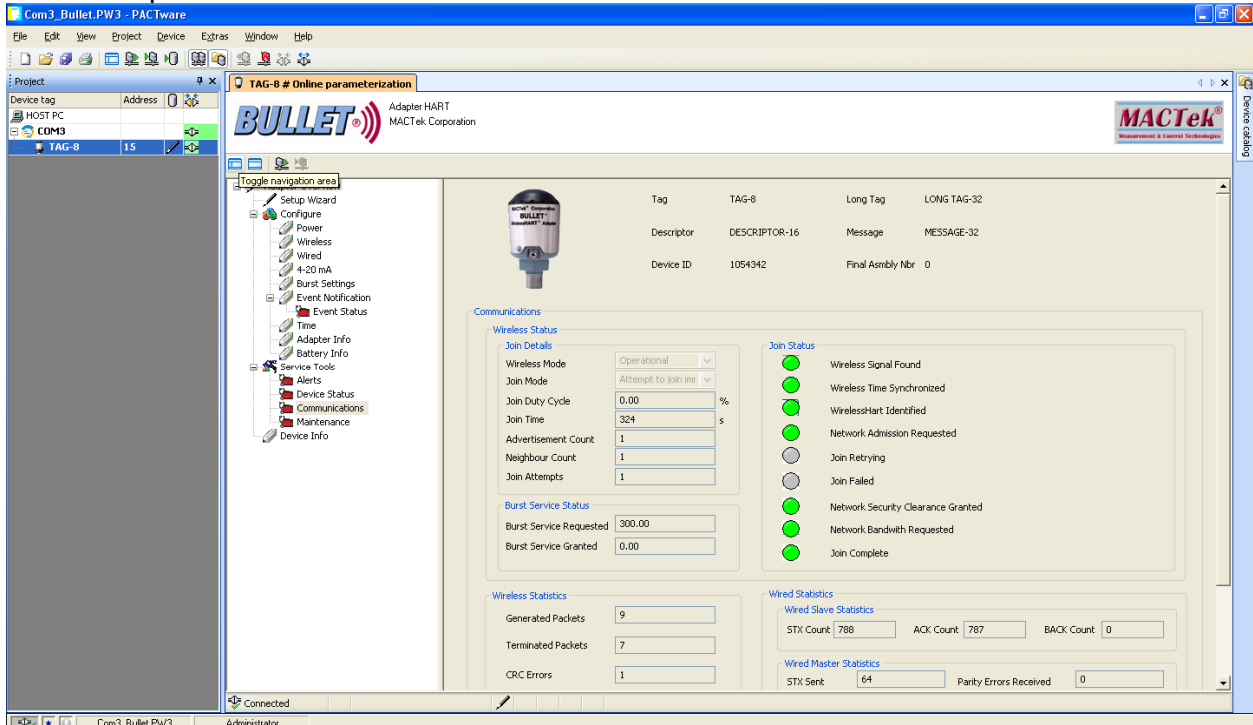 Com3_Bullet.PW3 - PACTware
File Edit View Project Device Extras Window Help
Project
Device tag Address
HOST PC
COM3
TAG-8 15
TAG-8 # Online parameterization
BULLET
Adapter HART
MACTek Corporation
MACTek®
Measurement & Control Technologies
Device catalog
Toggle navigation area
Setup Wizard
Configure
Power
Wireless
Wired
4-20 mA
Burst Settings
Event Notification
Event Status
Time
Adapter Info
Battery Info
Service Tools
Alerts
Device Status
Communications
Maintenance
Device Info
MACTek® Corporation
BULLET™
WirelessHART™ Adapter
Tag TAG-8 Long Tag LONG TAG-32
Descriptor DESCRIPTOR-16 Message MESSAGE-32
Device ID 1054342 Final Asmbly Nbr 0
Communications
Wireless Status
Join Details
Wireless Mode Operational
Join Mode Attempt to join imr
Join Duty Cycle 0.00 %
Join Time 324 s
Advertisement Count 1
Neighbour Count 1
Join Attempts 1
Burst Service Status
Burst Service Requested 300.00
Burst Service Granted 0.00
Join Status
Wireless Signal Found
Wireless Time Synchronized
WirelessHart Identified
Network Admission Requested
Join Retrying
Join Failed
Network Security Clearance Granted
Network Bandwith Requested
Join Complete
Wireless Statistics
Generated Packets 9
Terminated Packets 7
CRC Errors 1
Wired Statistics
Wired Slave Statistics
STX Count 788 ACK Count 787 BACK Count 0
Wired Master Statistics
STX Sent 64 Parity Errors Received 0
Connected
Com3_Bullet.PW3 Administrator